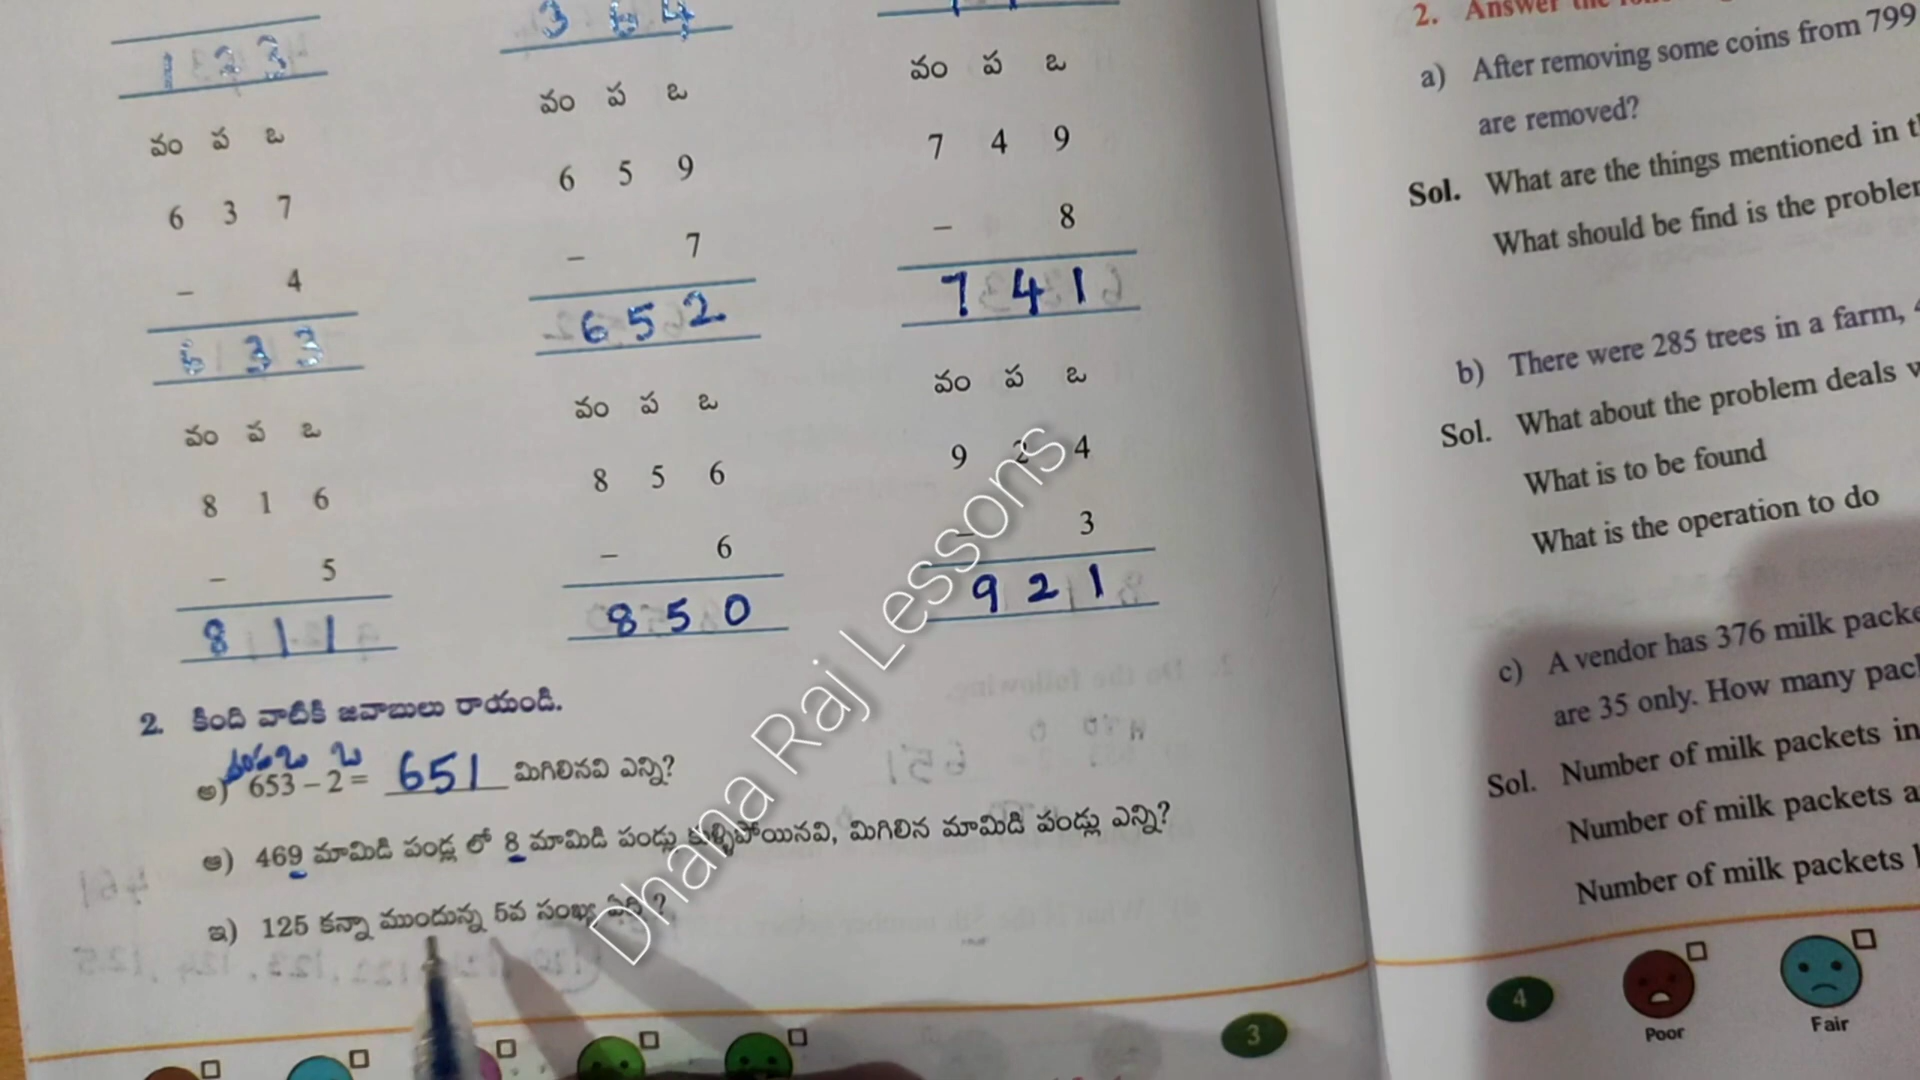 1 2 3
వం ప ఒ
6 3 7
– 4
6 3 3
వం ప ఒ
8 1 6
– 5
8 1 1
3 6 4
వం ప ఒ
6 5 9
– 7
6 5 2
వం ప ఒ
8 5 6
– 6
8 5 0
వం ప ఒ
7 4 9
– 8
7 4 1
వం ప ఒ
9 2 4
– 3
9 2 1
2. కింది వాటికి జవాబులు రాయండి.
అ) 653 – 2 = 651 మిగిలినవి ఎన్ని?
ఆ) 469 మామిడి పండ్ల లో 8 మామిడి పండ్లు కుళ్ళిపోయినవి, మిగిలిన మామిడి పండ్లు ఎన్ని?
ఇ) 125 కన్నా ముందున్న 5వ సంఖ్య ఏది ?
3
Dhana Raj Lessons
2. Answer the
a) After removing some coins from 799
are removed?
Sol. What are the things mentioned in
What should be find is the
b) There were 285 trees in a farm,
Sol. What about the problem deals
What is to be found
What is the operation to do
c) A vendor has 376 milk
are 35 only. How many
Sol. Number of milk packets in
Number of milk packets
Number of milk packets
4
Poor
Fair